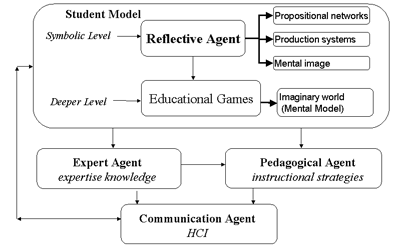 Student Model
Symbolic Level
Reflective Agent
Propositional networks
Production systems
Mental image
Deeper Level
Educational Games
Imaginary world
(Mental Model)
Expert Agent
expertise knowledge
Pedagogical Agent
instructional strategies
Communication Agent
HCI